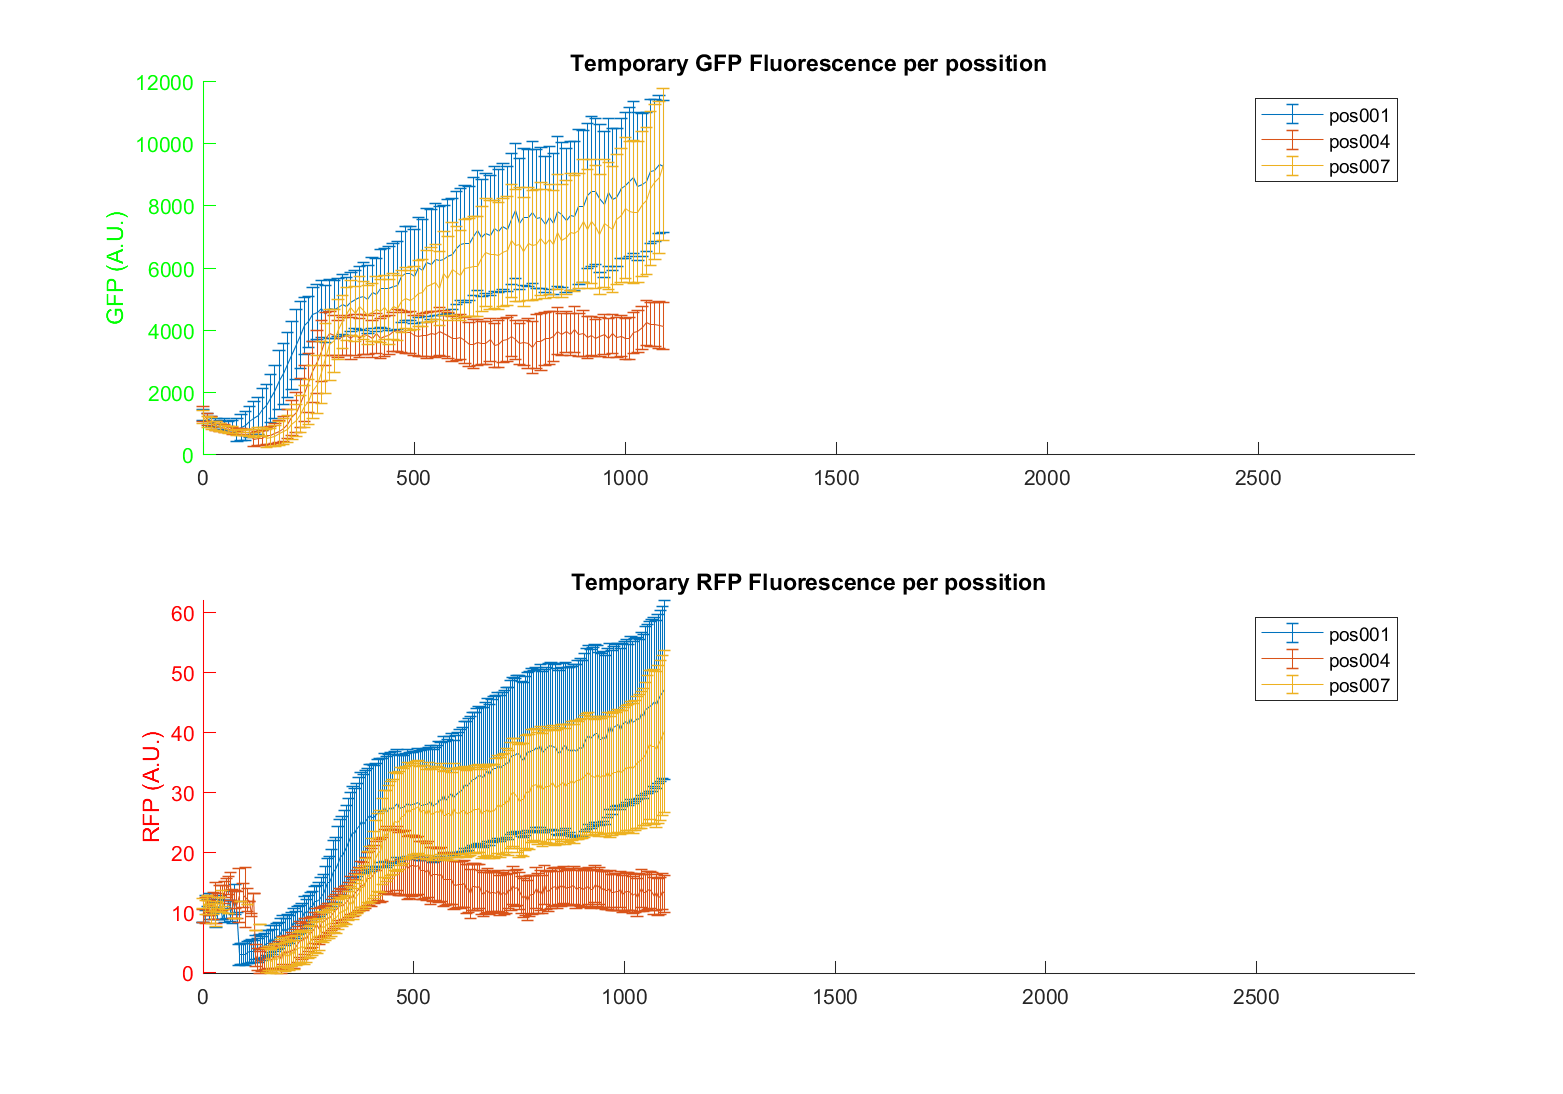 Temporary GFP Fluorescence per possition
12000
10000
8000
6000
4000
2000
0
GFP (A.U.)
0 500 1000 1500 2000 2500
pos001
pos004
pos007
Temporary RFP Fluorescence per possition
60
50
40
30
20
10
0
RFP (A.U.)
0 500 1000 1500 2000 2500
pos001
pos004
pos007